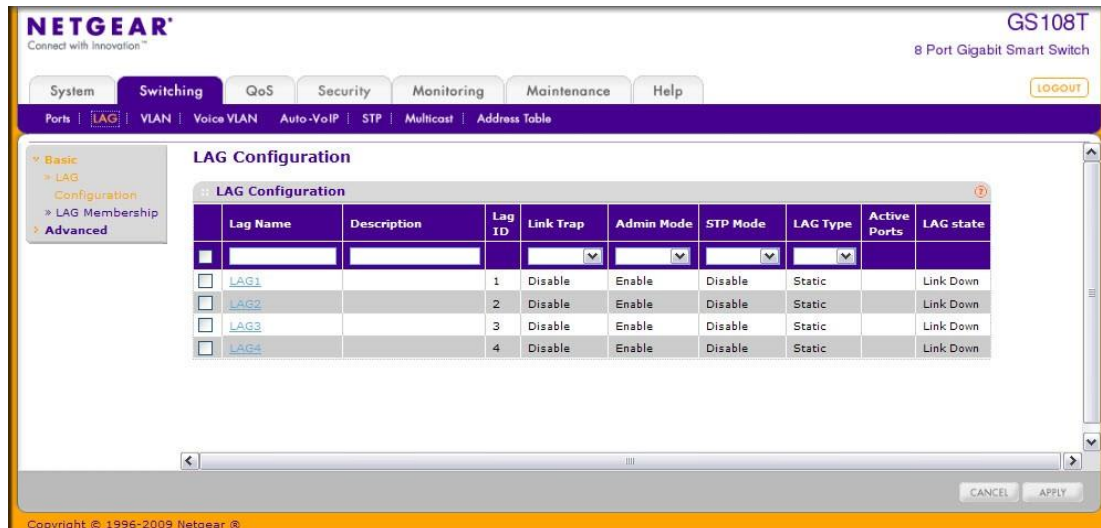 NETGEAR®
Connect with Innovation™
GS108T
8 Port Gigabit Smart Switch
System Switching QoS Security Monitoring Maintenance Help LOGOUT
Ports LAG VLAN Voice VLAN Auto-VoIP STP Multicast Address Table
Basic
» LAG
Configuration
» LAG Membership
Advanced
LAG Configuration
LAG Configuration ?
Lag Name Description Lag ID Link Trap Admin Mode STP Mode LAG Type Active Ports LAG state
LAG1 1 Disable Enable Disable Static Link Down
LAG2 2 Disable Enable Disable Static Link Down
LAG3 3 Disable Enable Disable Static Link Down
LAG4 4 Disable Enable Disable Static Link Down
CANCEL APPLY
Copyright © 1996-2009 Netgear ®